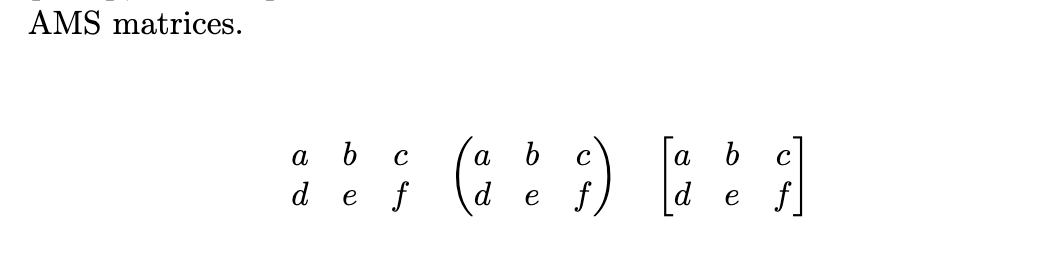 AMS matrices.
a b c (a b c) [a b c]
d e f (d e f) [d e f]